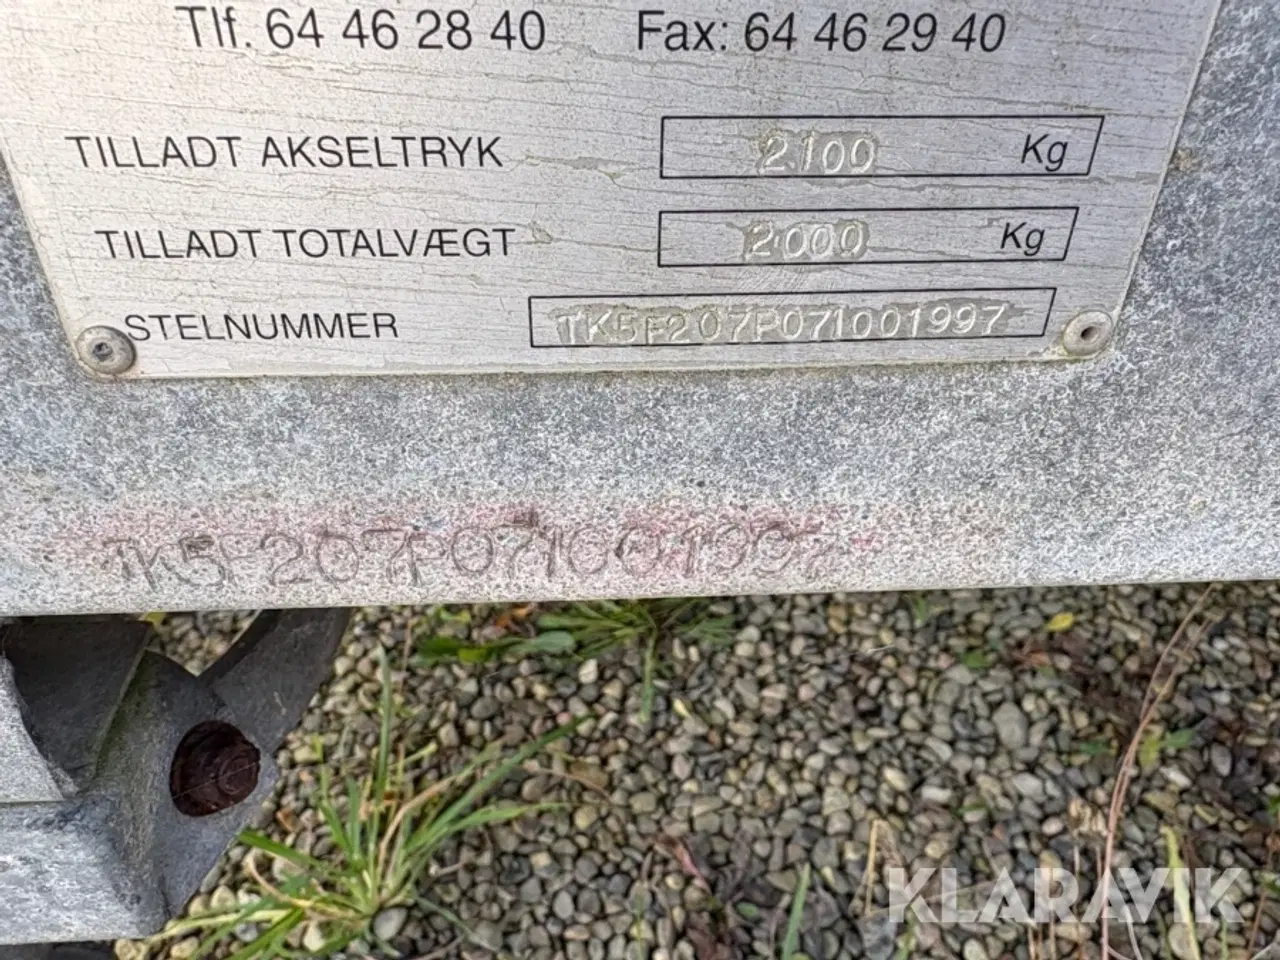 Tlf. 64 46 28 40 Fax: 64 46 29 40
TILLADT AKSELTRYK 2100 Kg
TILLADT TOTALVÆGT 2000 Kg
STELNUMMER TK5F207P071001997
TK5F207P071001997
KLARAVIK